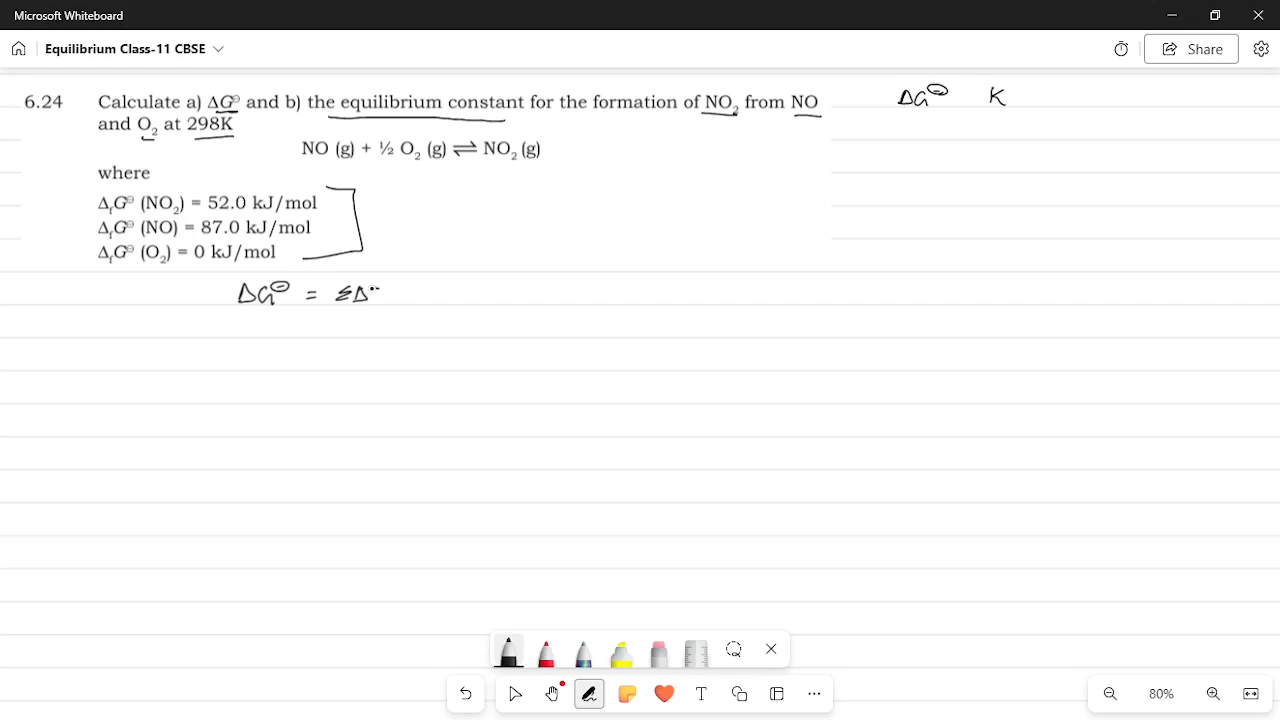 Microsoft Whiteboard
Equilibrium Class-11 CBSE
Share
6.24 Calculate a) ΔG⊖ and b) the equilibrium constant for the formation of NO₂ from NO
and O₂ at 298K
NO (g) + ½ O₂ (g) ⇌ NO₂ (g)
where
ΔfG⊖ (NO₂) = 52.0 kJ/mol
ΔfG⊖ (NO) = 87.0 kJ/mol
ΔfG⊖ (O₂) = 0 kJ/mol
ΔG⊖ K
ΔG⊖ = ΣΔ
80%